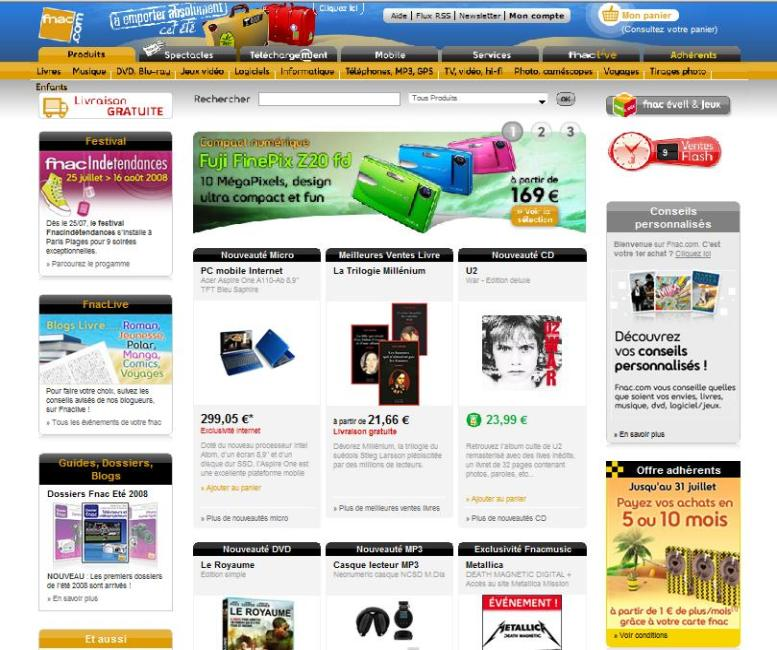 fnac.com
à emporter absolument
cet été
Cliquez ici
Aide | Flux RSS | Newsletter | Mon compte
Mon panier
(Consultez votre panier)
Produits
Spectacles
Téléchargement
Mobile
Services
fnaclive
Adhérents
Livres Musique DVD, Blu-ray Jeux vidéo Logiciels Informatique Téléphones, MP3, GPS TV, vidéo, hi-fi Photo, caméscopes Voyages Tirages photo
Enfants
Livraison
GRATUITE
Rechercher
Tous Produits
OK
fnac éveil & jeux
9
Ventes
Flash
Festival
fnac Indétendances
25 juillet > 16 août 2008
Dès le 25/07, le festival
Fnacindétendances s'installe à
Paris Plages pour 9 soirées
exceptionnelles.
» Parcourez le progamme
FnacLive
Blogs Livre
Roman,
Jeunesse,
Polar,
Manga,
Comics,
Voyages
Pour faire votre choix, suivez les
conseils avisés de nos blogueurs,
sur Fnaclive !
» Tous les événements de votre fnac
Guides, Dossiers,
Blogs
Dossiers Fnac Eté 2008
NOUVEAU : Les premiers dossiers
de l'été 2008 sont arrivés !
» En savoir plus
Et aussi
1 2 3
Compact numérique
Fuji FinePix Z20 fd
10 MégaPixels, design
ultra compact et fun
à partir de
169 €
» Voir la
sélection
Nouveauté Micro
PC mobile Internet
Acer Aspire One A110-Ab 8,9"
TFT Bleu Saphire
299,05 €*
Exclusivité Internet
Doté du nouveau processeur Intel
Atom, d'un écran 8,9" et d'un
disque dur SSD, l'Aspire One est
une excellente plateforme mobile
» Ajouter au panier
» Plus de nouveautés micro
Meilleures Ventes Livre
La Trilogie Millénium
à partir de 21,66 €
Livraison gratuite
Dévorez Millénium, la trilogie du
suédois Stieg Larsson plébiscitée
par des millions de lecteurs.
» Plus de meilleures ventes livres
Nouveauté CD
U2
War - Edition deluxe
U2
WAR
23,99 €
Retrouvez l'album culte de U2
remasterisé avec des lives inédits,
un livret de 32 pages contenant
photos, paroles, etc...
» Ajouter au panier
» Plus de nouveautés CD
Nouveauté DVD
Le Royaume
Edition simple
LE ROYAUME
Nouveauté MP3
Casque lecteur MP3
Neonumeric casque NCSD M.Dia
Exclusivité Fnacmusic
Metallica
DEATH MAGNETIC DIGITAL +
Accès au site Metallica Mission
ÉVÉNEMENT !
METALLICA
DEATH MAGNETIC
Conseils
personnalisés
Bienvenue sur Fnac.com. C'est
votre 1er achat ? Cliquez ici
Découvrez
vos conseils
personnalisés !
Fnac.com vous conseille quelles
que soient vos envies, livres,
musique, dvd, logiciel/jeux.
» En savoir plus
Offre adhérents
Jusqu'au 31 juillet
Payez vos achats en
5 ou 10 mois
à partir de 1 € de plus/mois(1)
grâce à votre carte fnac
» Voir conditions